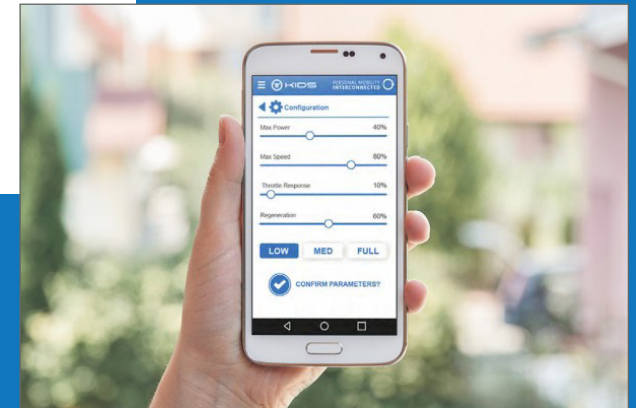 KIDS
PERSONAL MOBILITY
INTERCONNECTED
Configuration
Max Power 40%
Max Speed 80%
Throttle Response 10%
Regeneration 60%
LOW MED FULL
CONFIRM PARAMETERS?